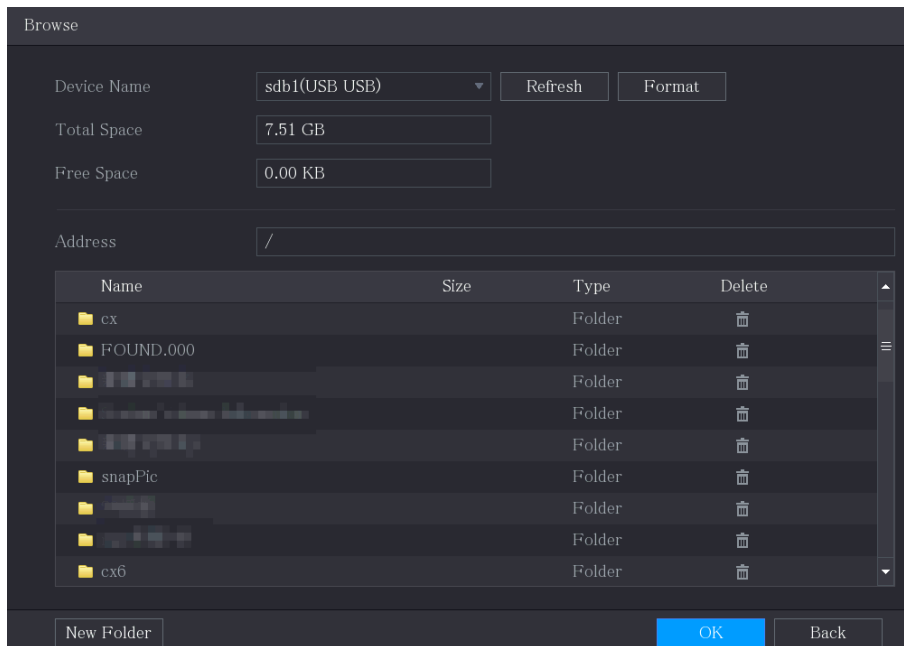 Browse
Device Name sdb1(USB USB) Refresh Format
Total Space 7.51 GB
Free Space 0.00 KB
Address /
Name Size Type Delete
cx Folder
FOUND.000 Folder
Folder
Folder
Folder
snapPic Folder
Folder
Folder
cx6 Folder
New Folder OK Back